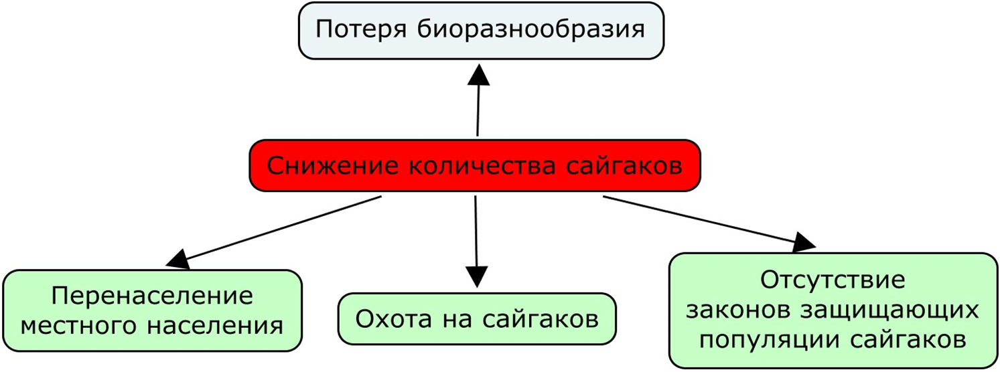 Потеря биоразнообразия
Снижение количества сайгаков
Перенаселение
местного населения
Охота на сайгаков
Отсутствие
законов защищающих
популяции сайгаков